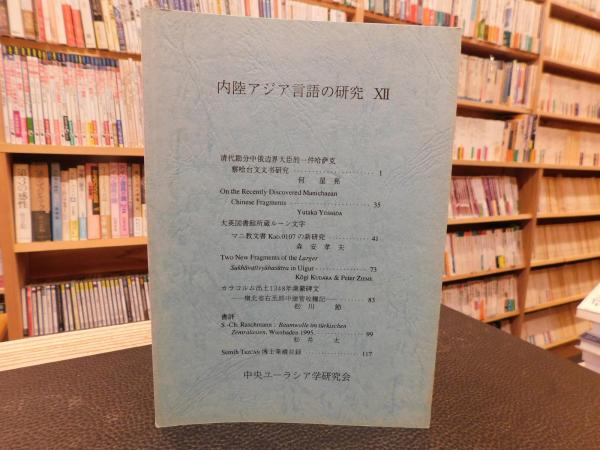 内陸アジア言語の研究 XII
清代勘分中俄边界大臣的一件哈萨克
察哈台文文书研究 ······················ 1
何 星 亮
On the Recently Discovered Manichaean
Chinese Fragments ······················ 35
Yutaka YOSHIDA
大英図書館所蔵ルーン文字
マニ教文書 Kao.0107 の新研究 ················ 41
森 安 孝 夫
Two New Fragments of the Larger
Sukhāvatīvyūhasūtra in Uigur ················ 73
Kōgi KUDARA & Peter ZIEME
カラコルム出土1348年漢蒙碑文
——嶺北省右丞郎中総管收糧記—— ········ 83
松 川 節
書評
S.-Ch. Raschmann : Baumwolle im türkischen
Zentralasien, Wiesbaden 1995. ················ 99
松 井 太
Semih TEZCAN 博士業績目録 ················ 117
中央ユーラシア学研究会